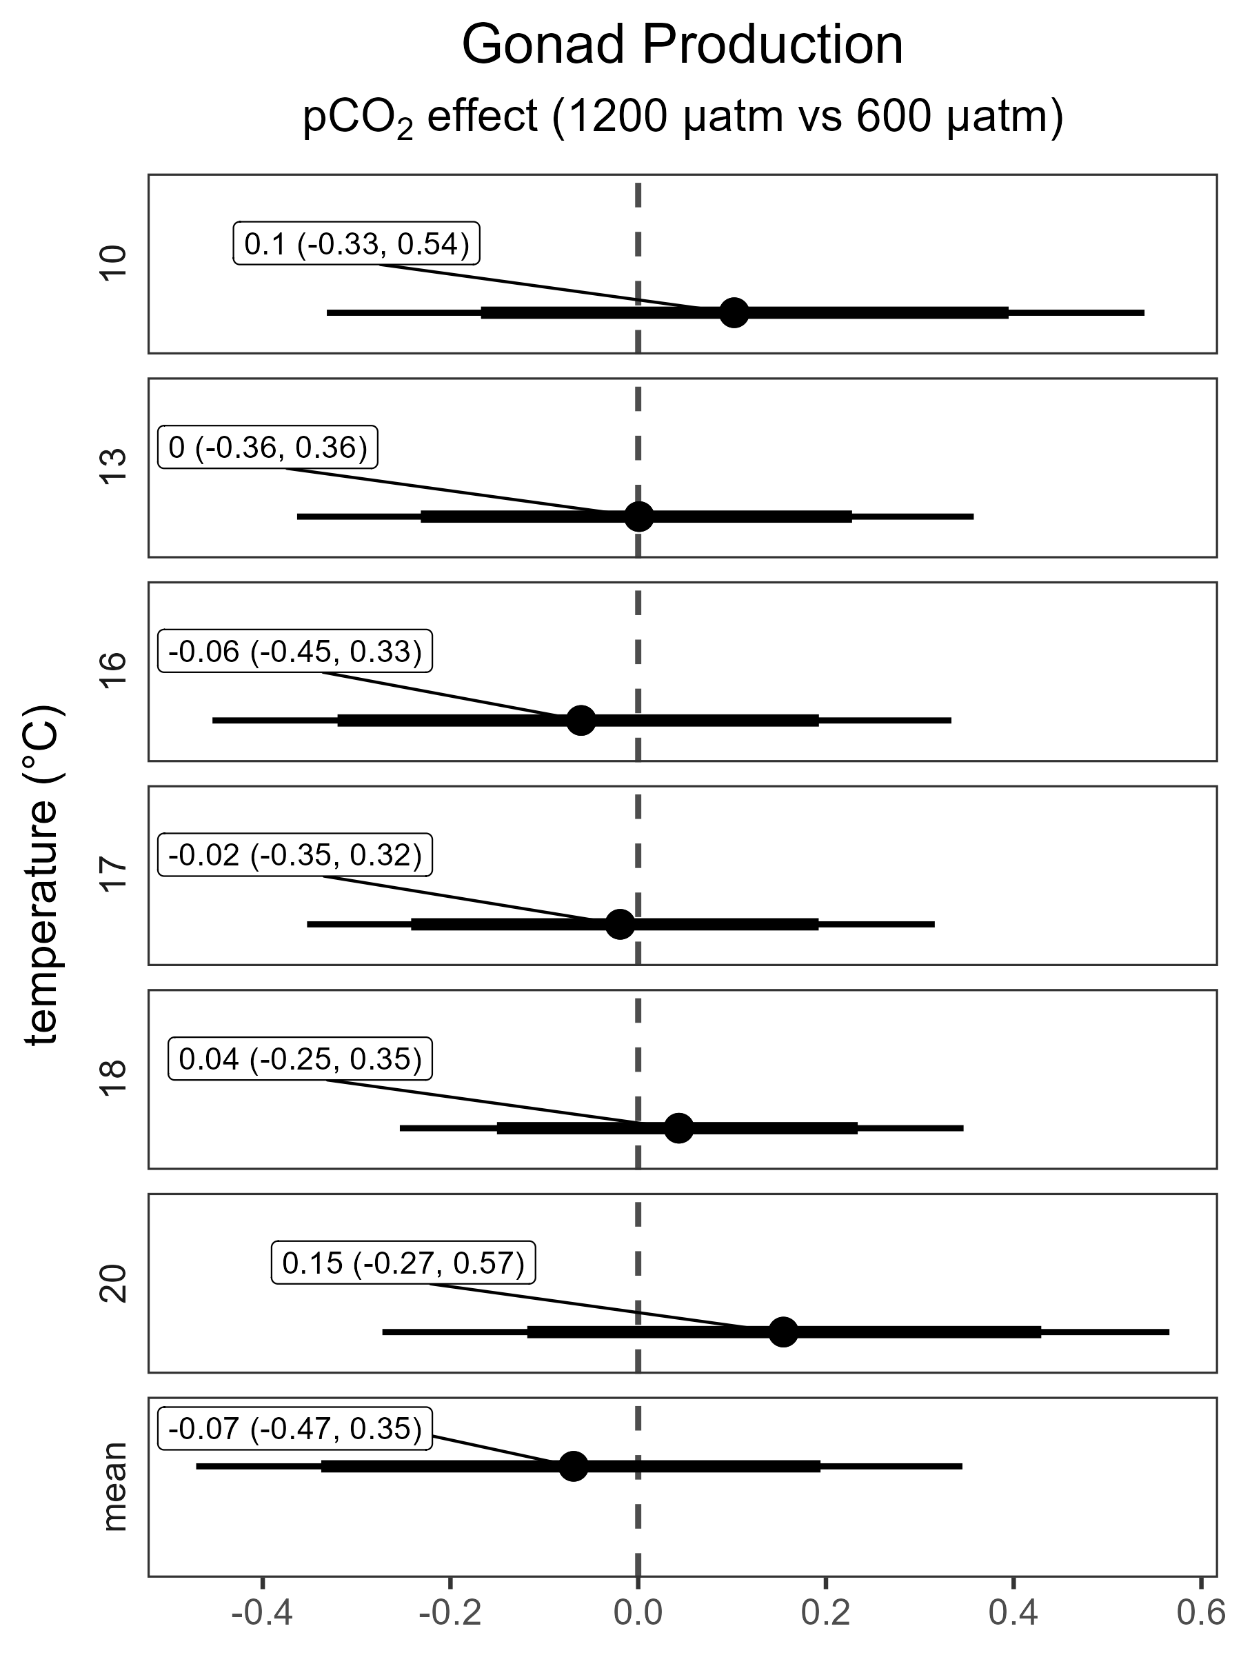 Gonad Production
pCO₂ effect (1200 µatm vs 600 µatm)
temperature (°C)
10
0.1 (-0.33, 0.54)
13
0 (-0.36, 0.36)
16
-0.06 (-0.45, 0.33)
17
-0.02 (-0.35, 0.32)
18
0.04 (-0.25, 0.35)
20
0.15 (-0.27, 0.57)
mean
-0.07 (-0.47, 0.35)
-0.4 -0.2 0.0 0.2 0.4 0.6